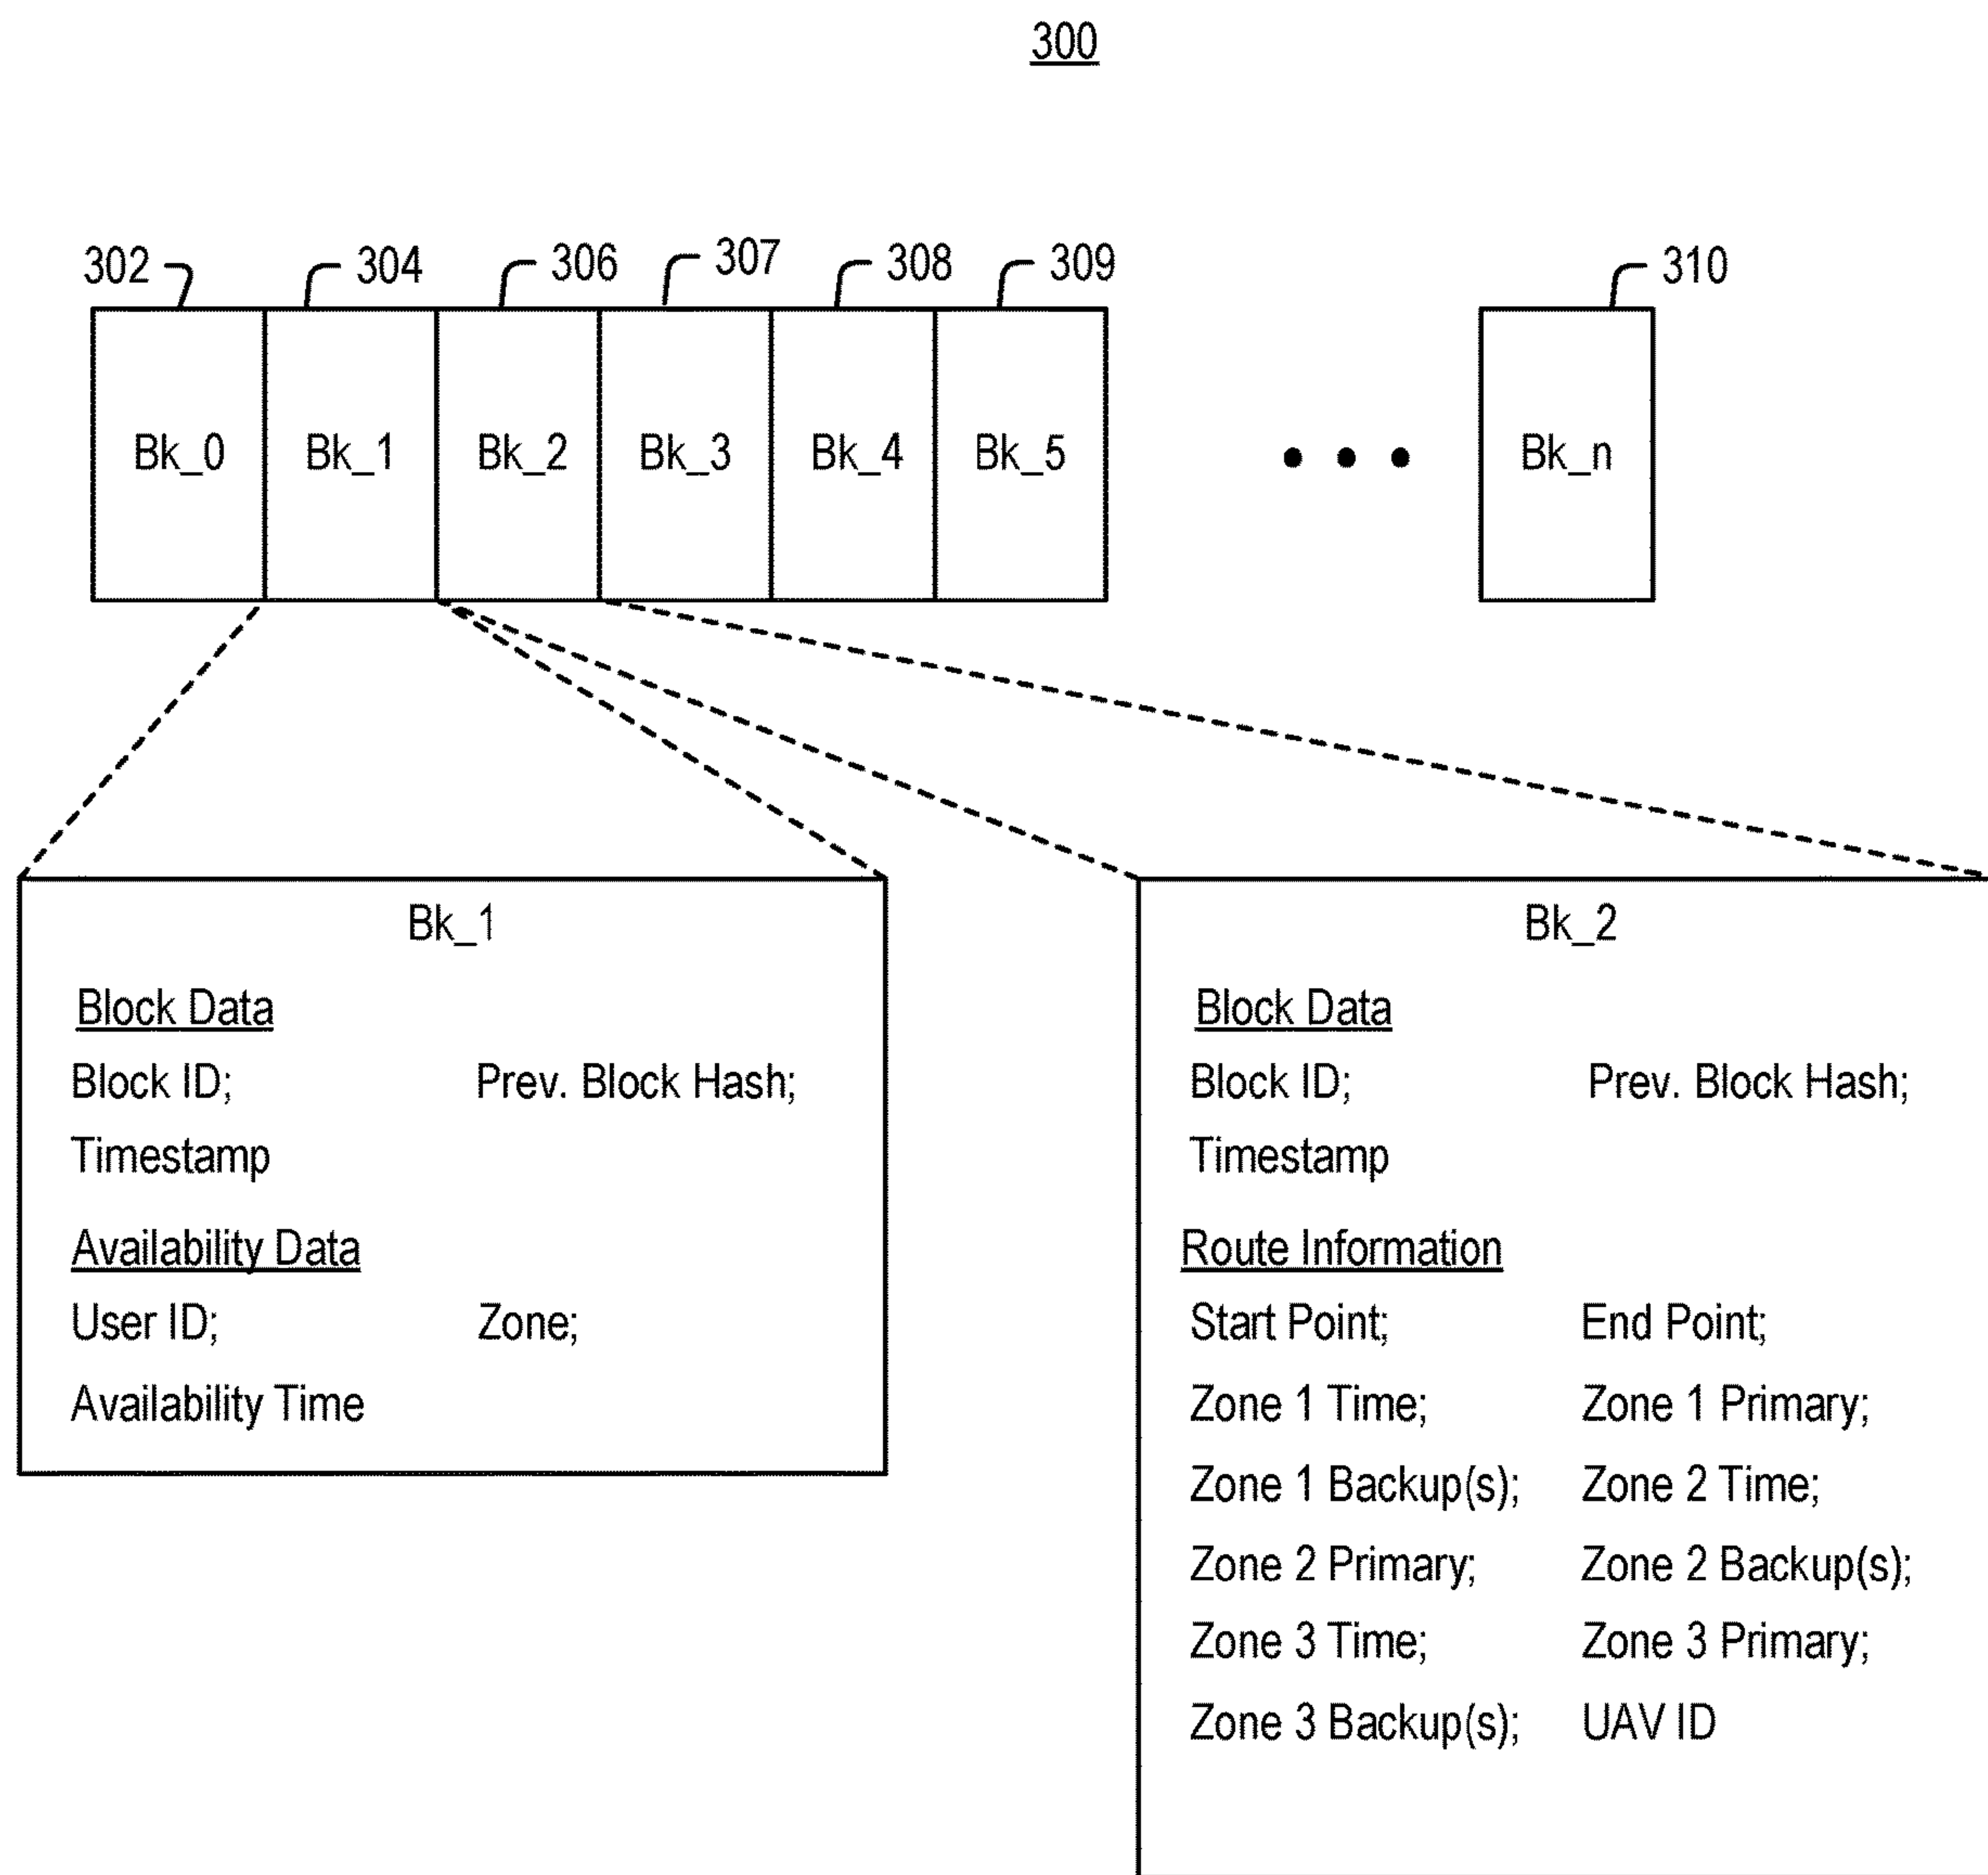 300
302 304 306 307 308 309 310
Bk_0 Bk_1 Bk_2 Bk_3 Bk_4 Bk_5 Bk_n
Bk_1
Block Data
Block ID; Prev. Block Hash;
Timestamp
Availability Data
User ID; Zone;
Availability Time
Bk_2
Block Data
Block ID; Prev. Block Hash;
Timestamp
Route Information
Start Point; End Point;
Zone 1 Time; Zone 1 Primary;
Zone 1 Backup(s); Zone 2 Time;
Zone 2 Primary; Zone 2 Backup(s);
Zone 3 Time; Zone 3 Primary;
Zone 3 Backup(s); UAV ID